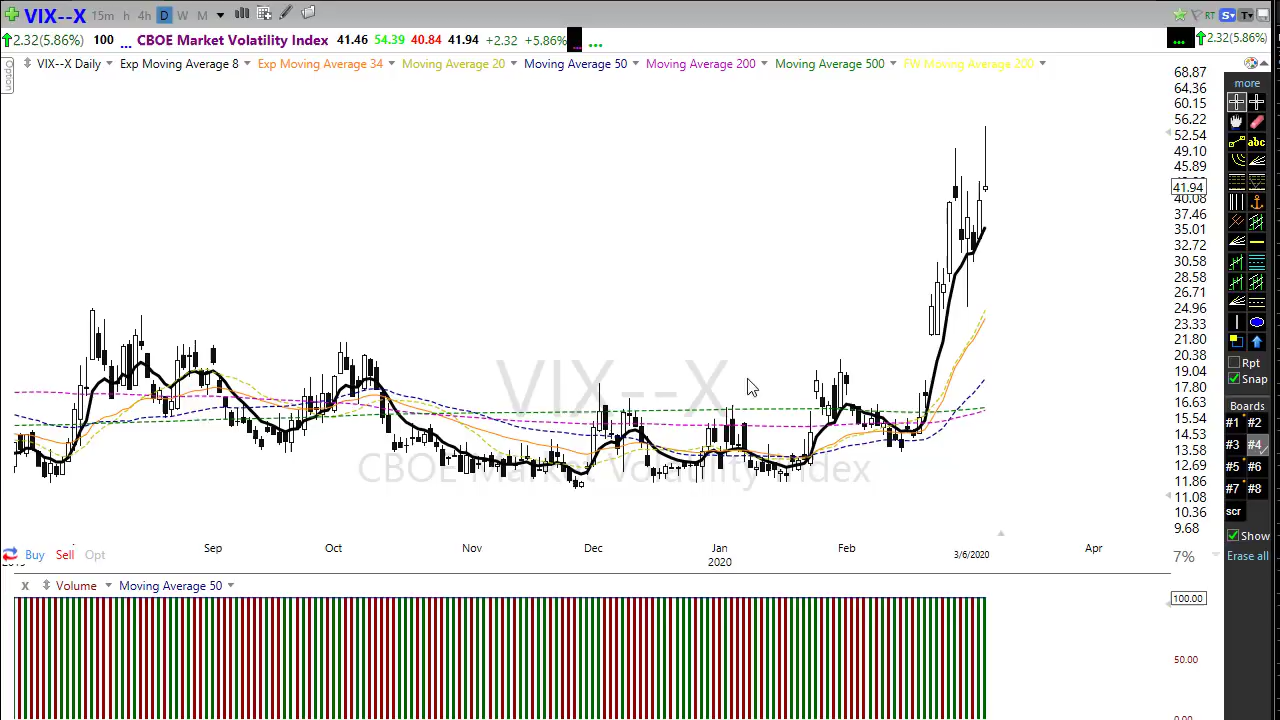 VIX--X 15m h 4h D W M RT S T
2.32(5.86%) 100 ... CBOE Market Volatility Index 41.46 54.39 40.84 41.94 +2.32 +5.86% ... ... 2.32(5.86%)
Option
VIX--X Daily Exp Moving Average 8 Exp Moving Average 34 Moving Average 20 Moving Average 50 Moving Average 200 Moving Average 500 FW Moving Average 200
more
abc
68.87
64.36
60.15
56.22
52.54
49.10
45.89
41.94
40.08
37.46
35.01
32.72
30.58
28.58
26.71
24.96
23.33
21.80
20.38
19.04
17.80
16.63
15.54
14.53
13.58
12.69
11.86
11.08
10.36
9.68
7%
VIX--X
CBOE Market Volatility Index
Rpt
Snap
Boards
#1 #2
#3 #4
#5 #6
#7 #8
scr
Show
Erase all
Sep Oct Nov Dec Jan Feb 3/6/2020 Apr
2020
Buy Sell Opt
X Volume Moving Average 50
100.00
50.00